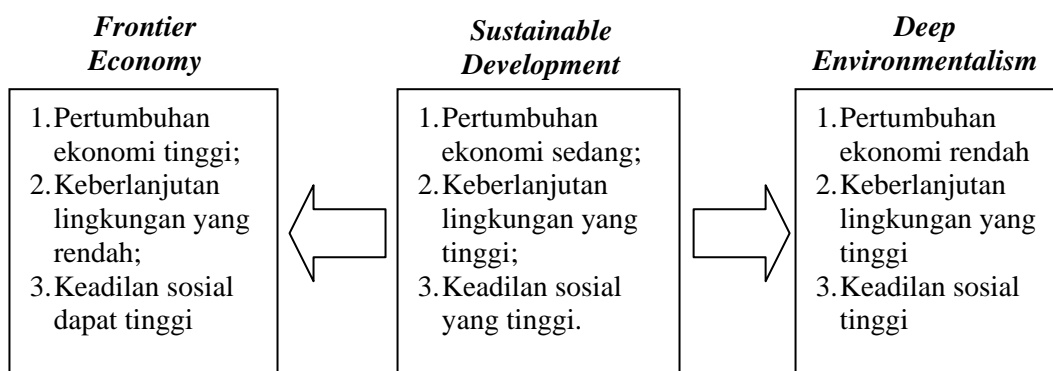 Frontier
Economy
1.Pertumbuhan
ekonomi tinggi;
2.Keberlanjutan
lingkungan yang
rendah;
3.Keadilan sosial
dapat tinggi
Sustainable
Development
1.Pertumbuhan
ekonomi sedang;
2.Keberlanjutan
lingkungan yang
tinggi;
3.Keadilan sosial
yang tinggi.
Deep
Environmentalism
1.Pertumbuhan
ekonomi rendah
2.Keberlanjutan
lingkungan yang
tinggi
3.Keadilan sosial
tinggi